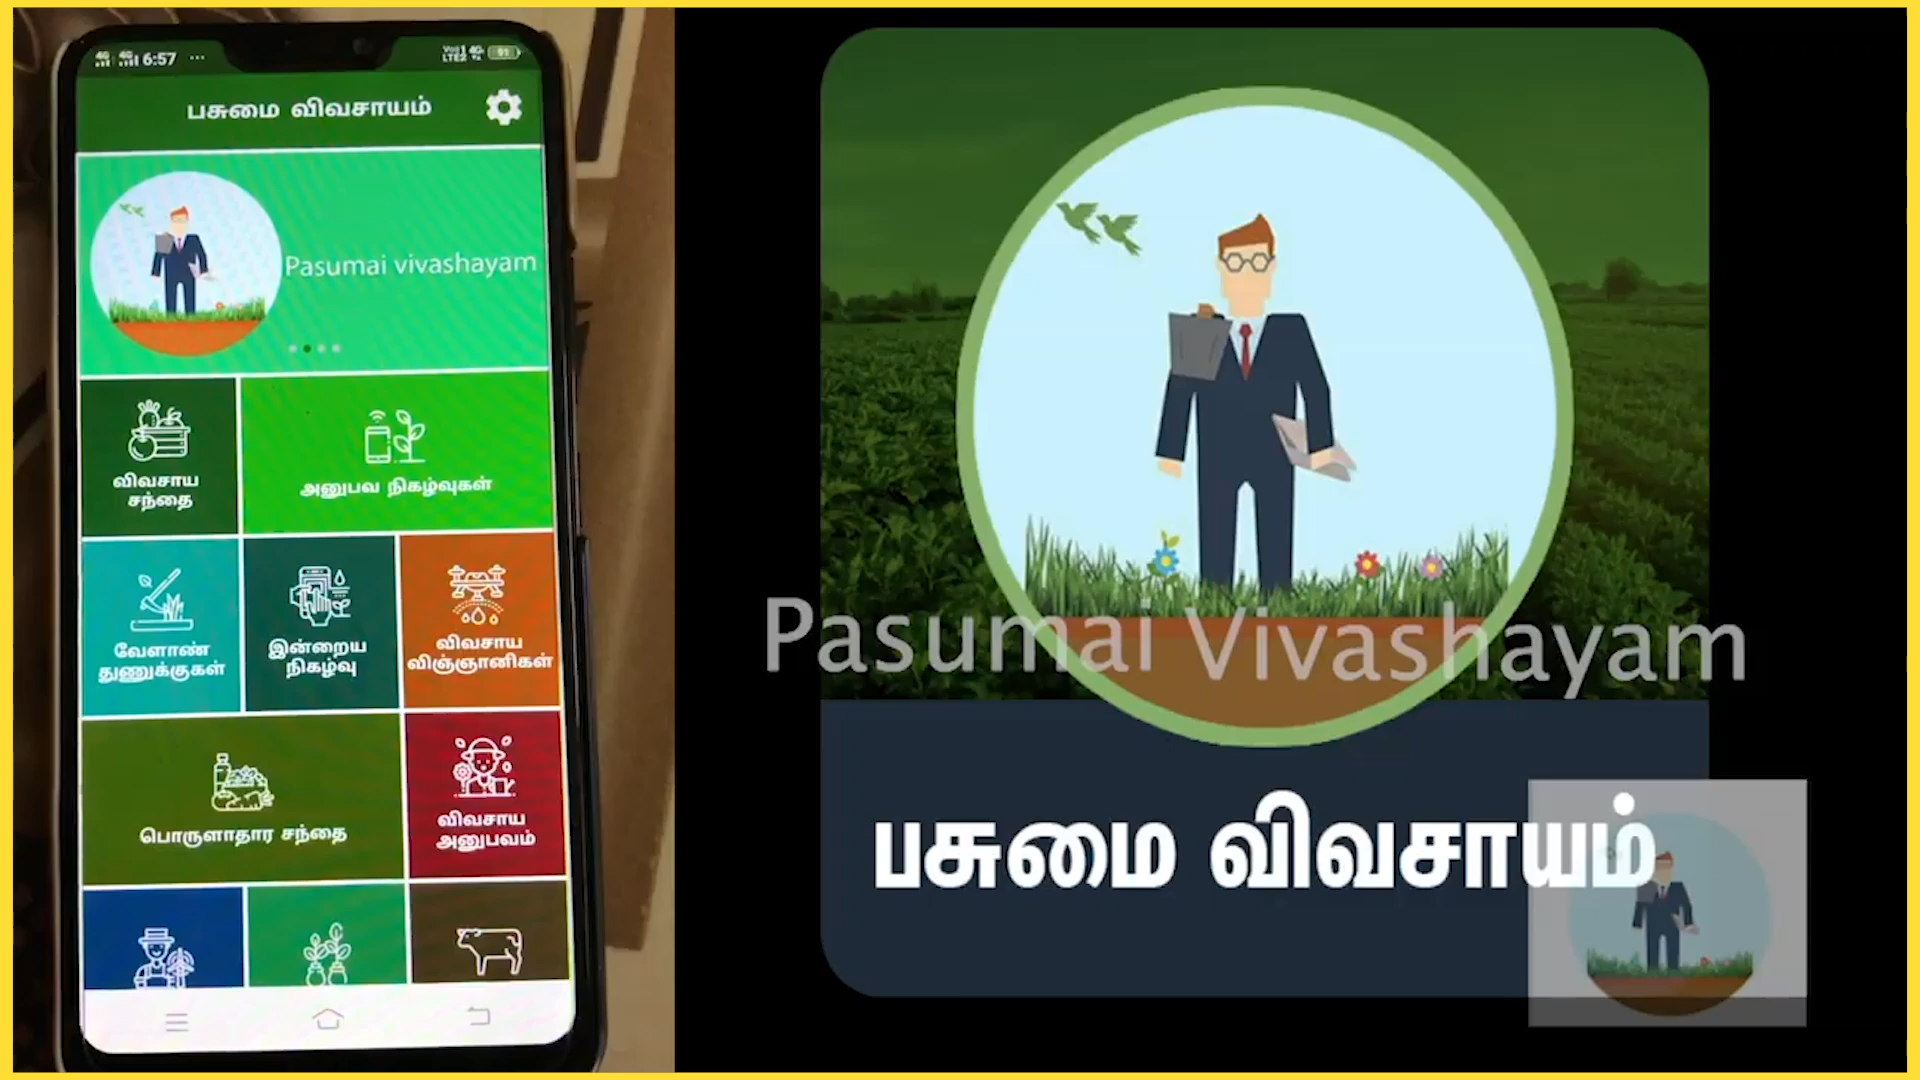 6:57
பசுமை விவசாயம்
Pasumai vivashayam
விவசாய
சந்தை
அனுபவ நிகழ்வுகள்
வேளாண்
துணுக்குகள்
இன்றைய
நிகழ்வு
விவசாய
விஞ்ஞானிகள்
பொருளாதார சந்தை
விவசாய
அனுபவம்
Pasumai Vivashayam
பசுமை விவசாயம்